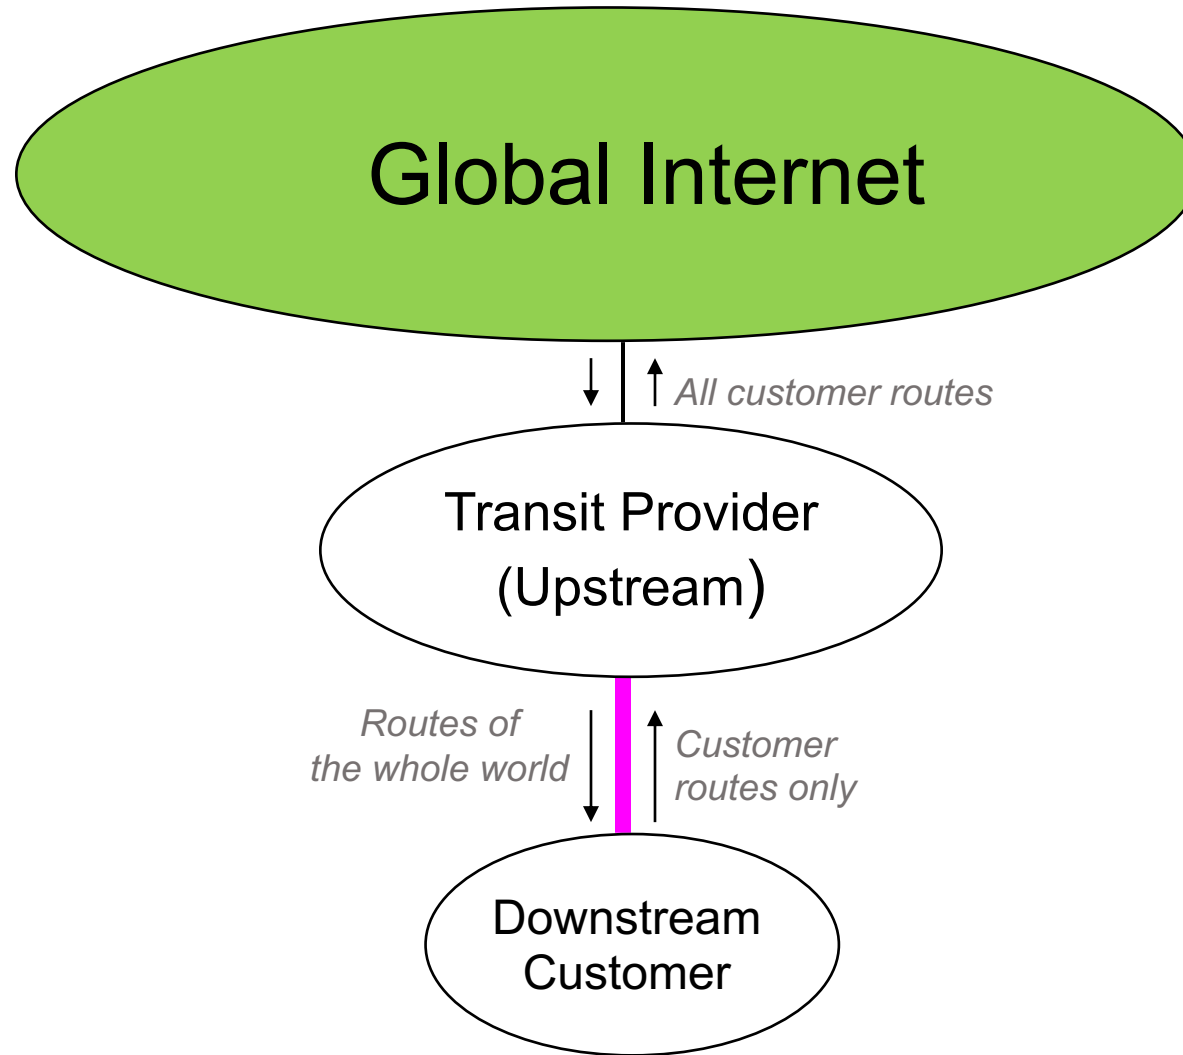 Global Internet
All customer routes
Transit Provider
(Upstream)
Routes of
the whole world
Customer
routes only
Downstream
Customer